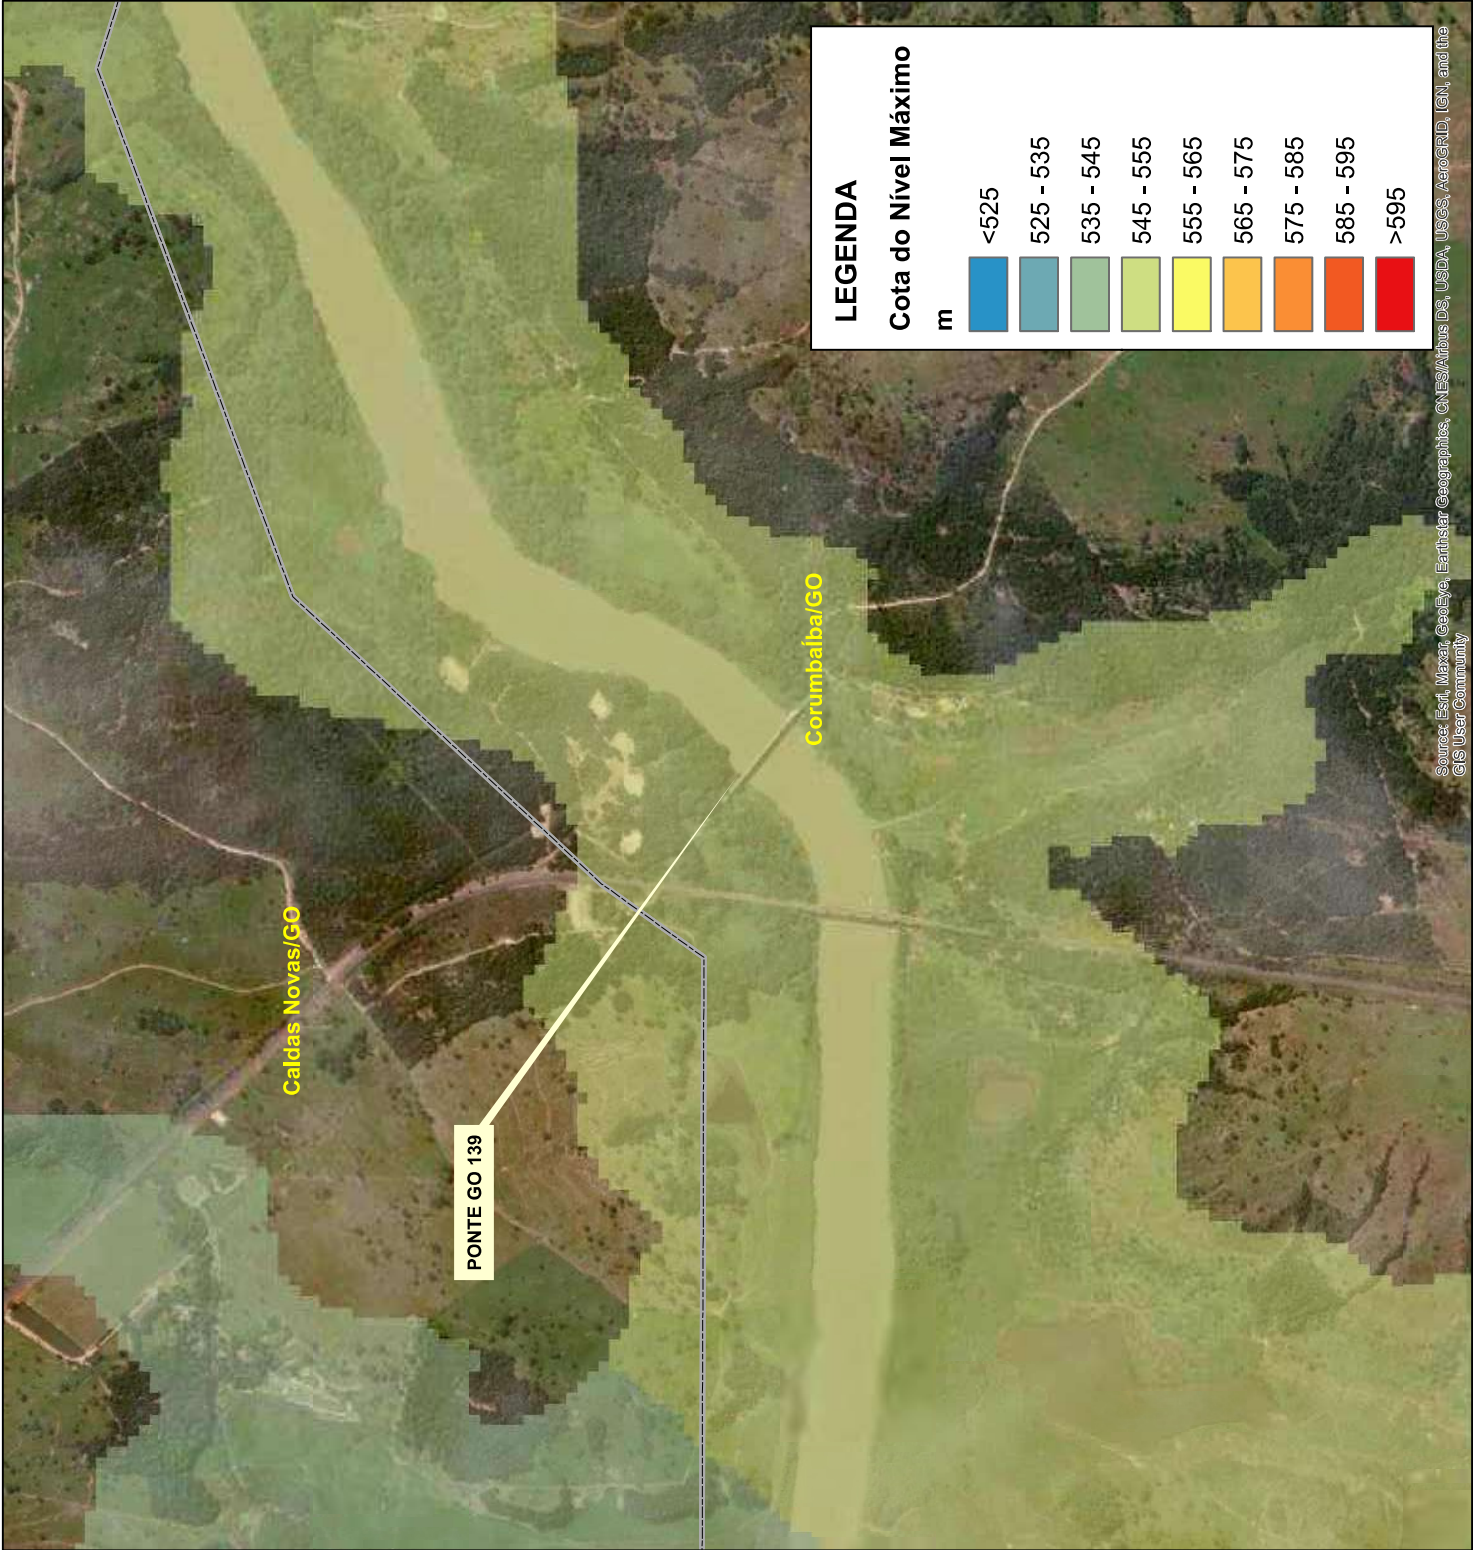 Caldas Novas/GO
PONTE GO 139
Corumbaíba/GO
LEGENDA
Cota do Nível Máximo
m
<525
525 - 535
535 - 545
545 - 555
555 - 565
565 - 575
575 - 585
585 - 595
>595
Source: Esri, Maxar, GeoEye, Earthstar Geographics, CNES/Airbus DS, USDA, USGS, AeroGRID, IGN, and the
GIS User Community